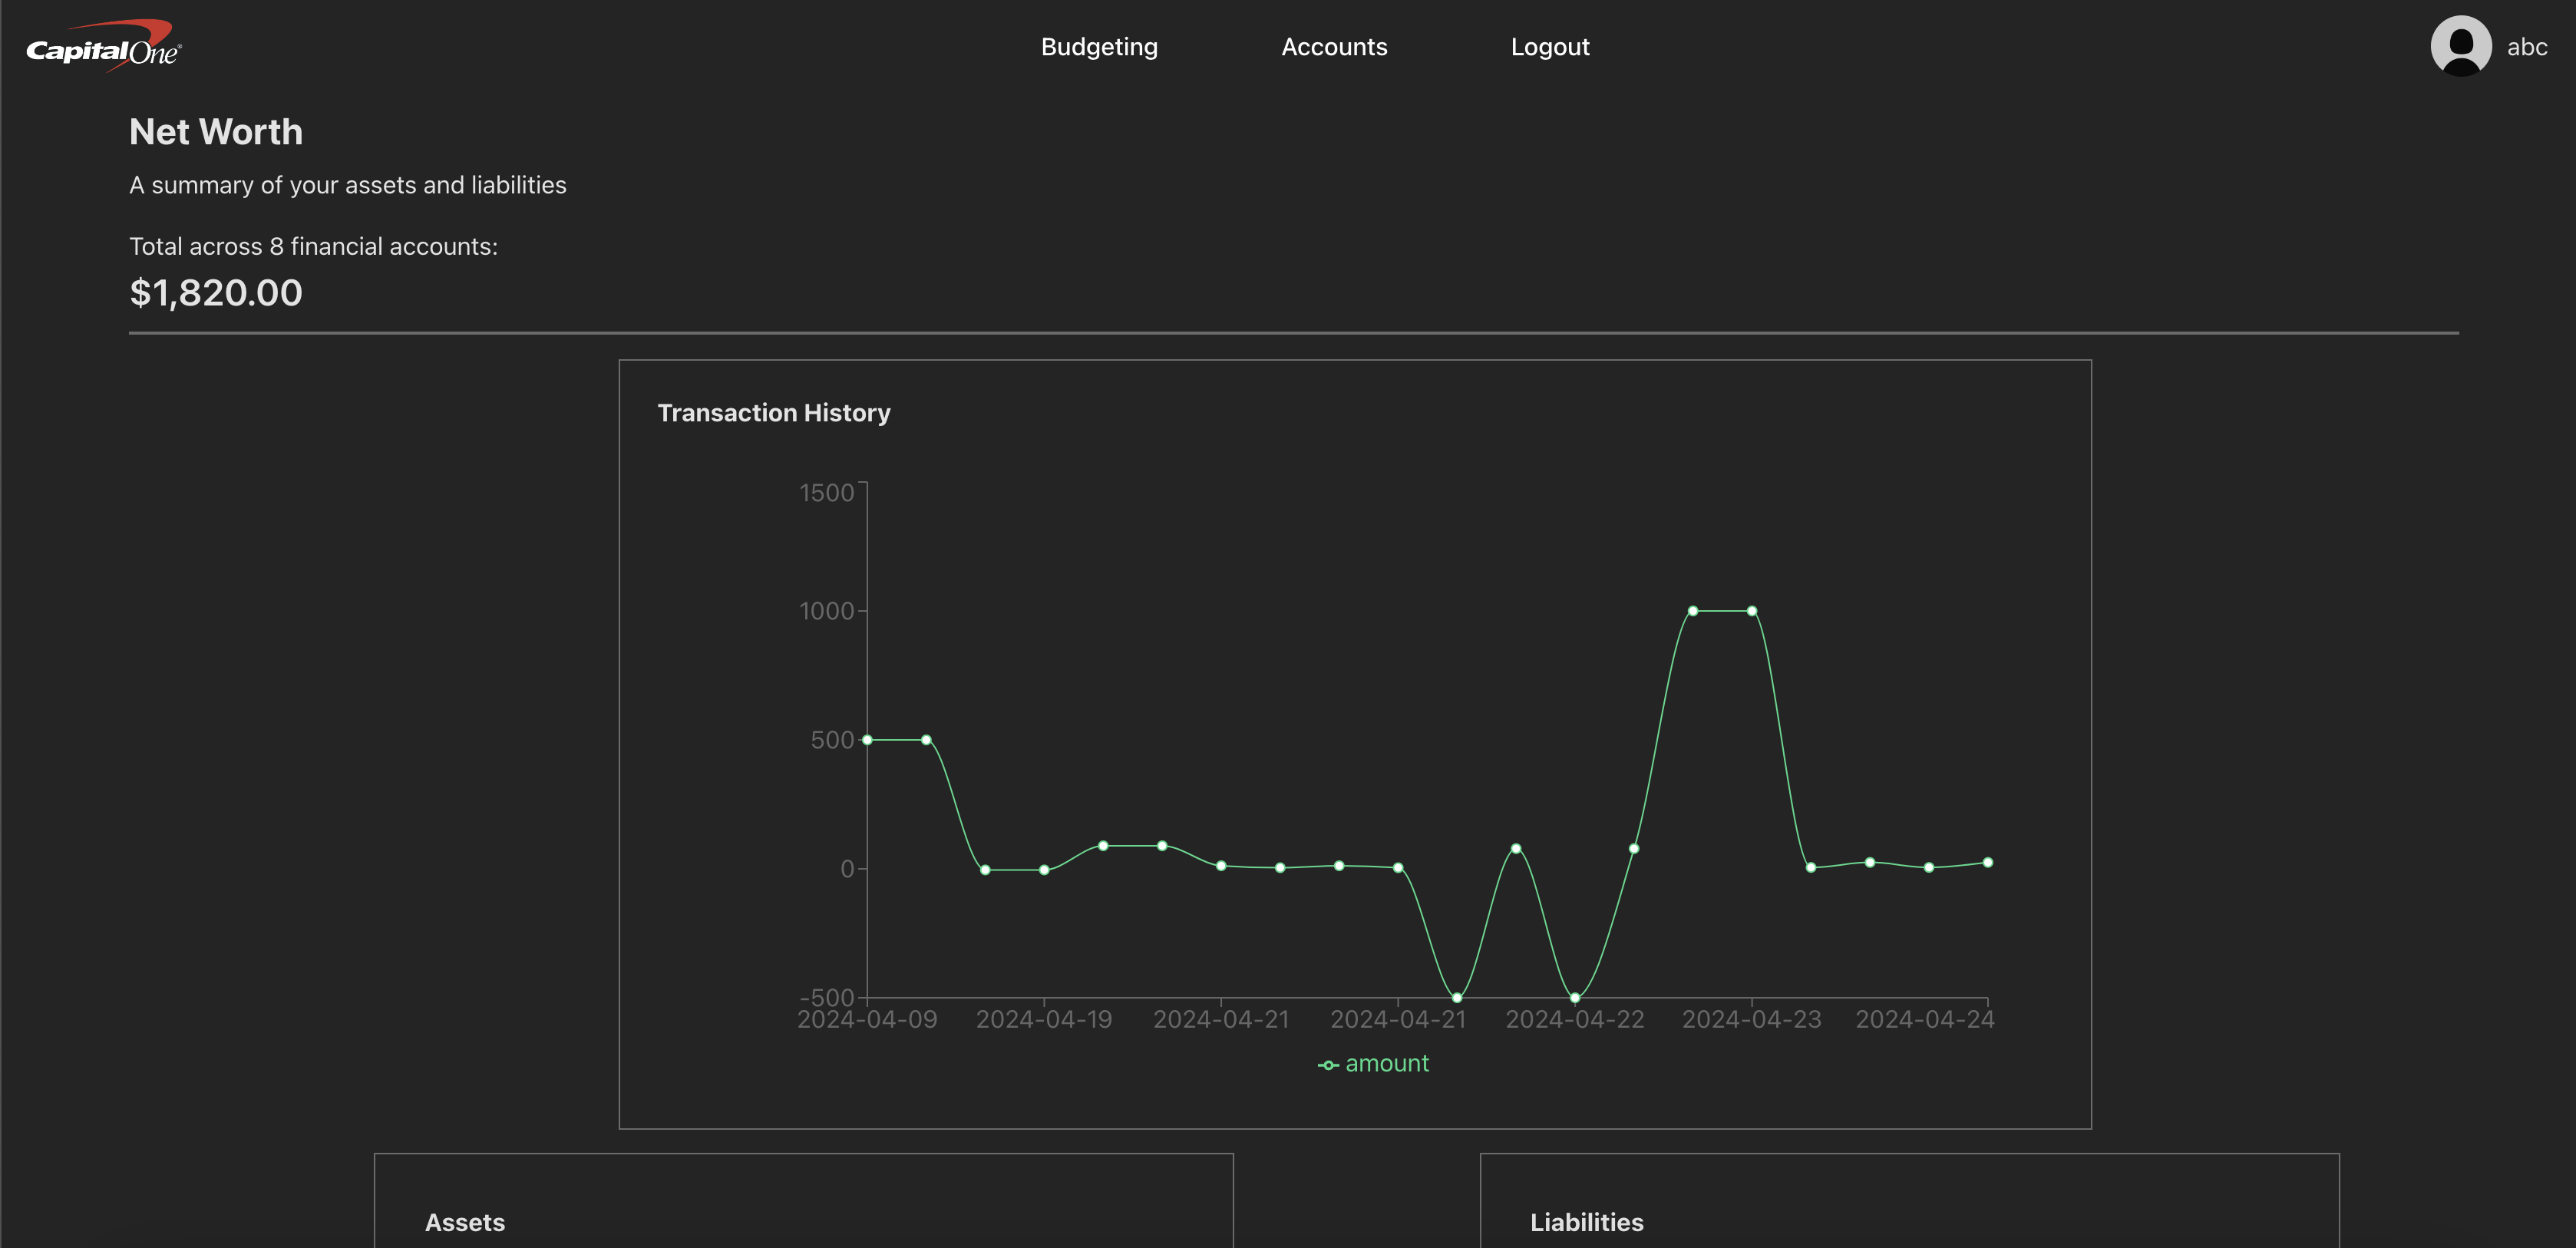 CapitalOne®
Budgeting Accounts Logout abc
Net Worth
A summary of your assets and liabilities
Total across 8 financial accounts:
$1,820.00
Transaction History
1500
1000
500
0
-500
2024-04-09 2024-04-19 2024-04-21 2024-04-21 2024-04-22 2024-04-23 2024-04-24
amount
Assets
Liabilities